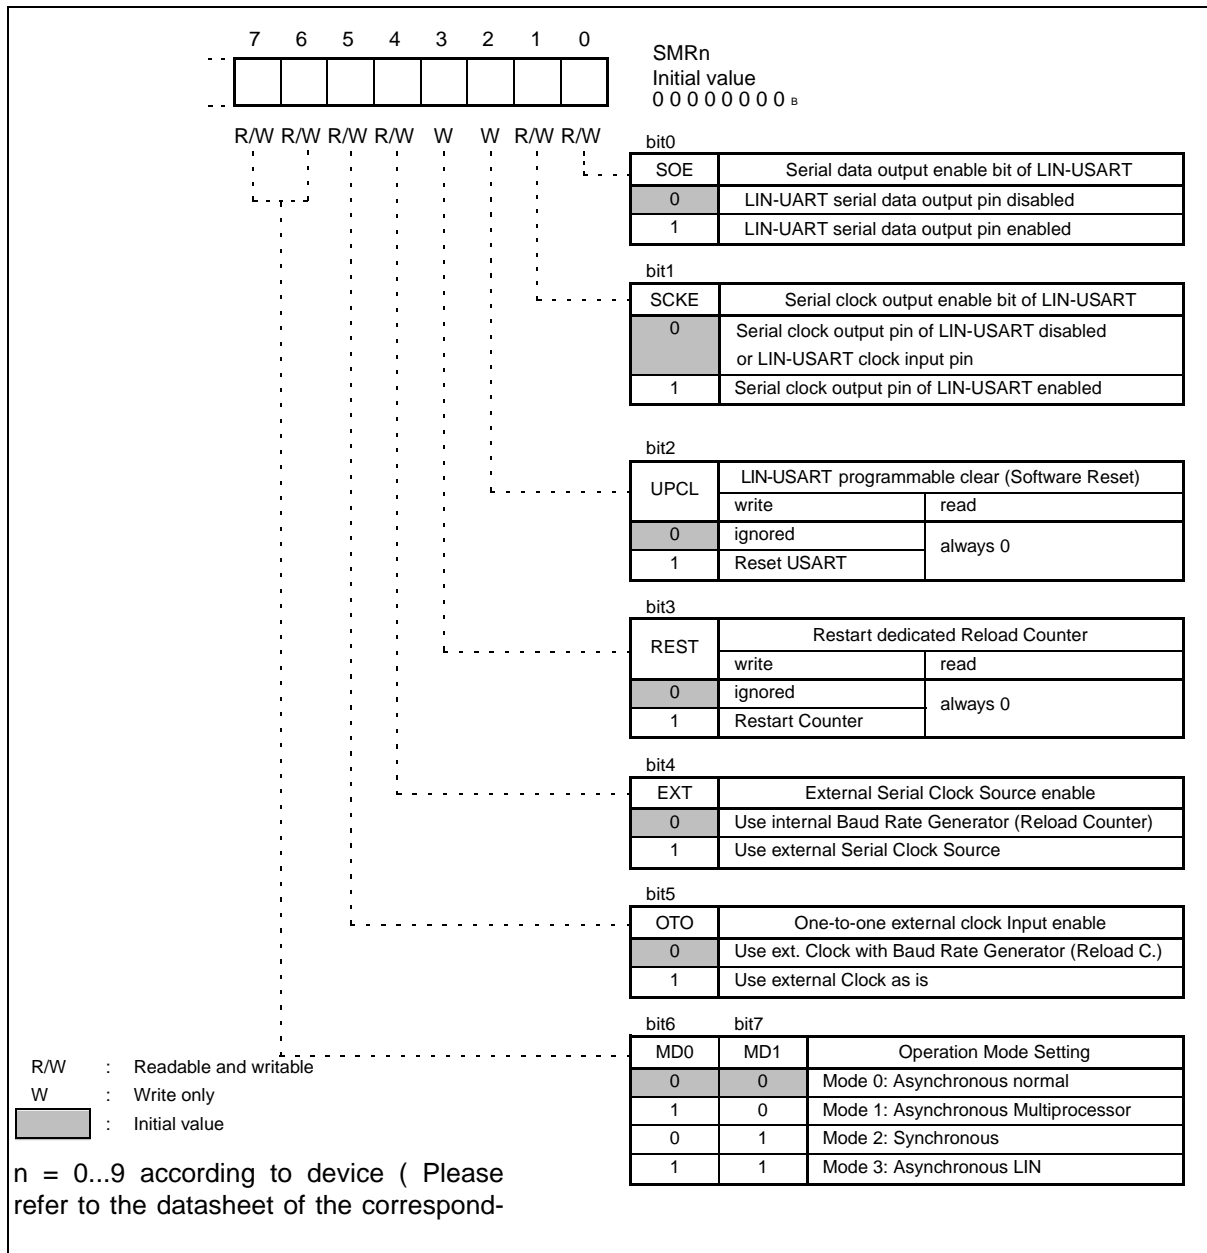 7 6 5 4 3 2 1 0
SMRn
Initial value
0 0 0 0 0 0 0 0 B
R/W R/W R/W R/W W W R/W R/W
bit0
SOE Serial data output enable bit of LIN-USART
0 LIN-UART serial data output pin disabled
1 LIN-UART serial data output pin enabled
bit1
SCKE Serial clock output enable bit of LIN-USART
0 Serial clock output pin of LIN-USART disabled
or LIN-USART clock input pin
1 Serial clock output pin of LIN-USART enabled
bit2
UPCL LIN-USART programmable clear (Software Reset)
write read
0 ignored always 0
1 Reset USART
bit3
REST Restart dedicated Reload Counter
write read
0 ignored always 0
1 Restart Counter
bit4
EXT External Serial Clock Source enable
0 Use internal Baud Rate Generator (Reload Counter)
1 Use external Serial Clock Source
bit5
OTO One-to-one external clock Input enable
0 Use ext. Clock with Baud Rate Generator (Reload C.)
1 Use external Clock as is
bit6 bit7
MD0 MD1 Operation Mode Setting
0 0 Mode 0: Asynchronous normal
1 0 Mode 1: Asynchronous Multiprocessor
0 1 Mode 2: Synchronous
1 1 Mode 3: Asynchronous LIN
R/W : Readable and writable
W : Write only
: Initial value
n = 0...9 according to device ( Please
refer to the datasheet of the correspond-